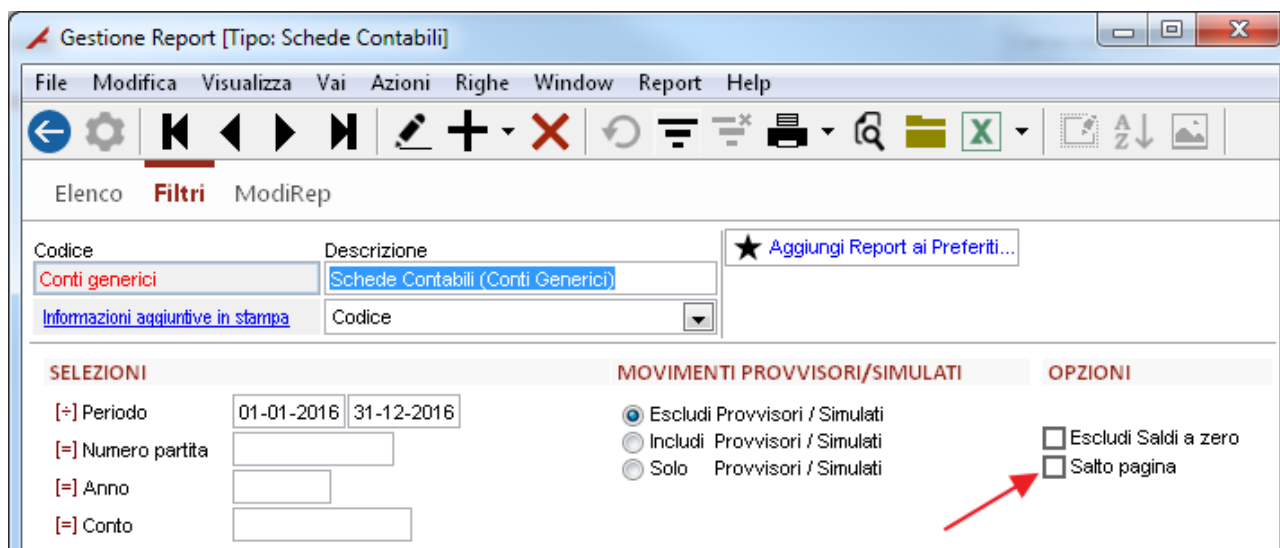 Gestione Report [Tipo: Schede Contabili]
File Modifica Visualizza Vai Azioni Righe Window Report Help
Elenco Filtri ModiRep
Codice Descrizione
Aggiungi Report ai Preferiti...
Conti generici Schede Contabili (Conti Generici)
Informazioni aggiuntive in stampa Codice
SELEZIONI MOVIMENTI PROVVISORI/SIMULATI OPZIONI
[÷] Periodo 01-01-2016 31-12-2016 Escludi Provvisori / Simulati
[=] Numero partita Includi Provvisori / Simulati Escludi Saldi a zero
[=] Anno Solo Provvisori / Simulati Salto pagina
[=] Conto